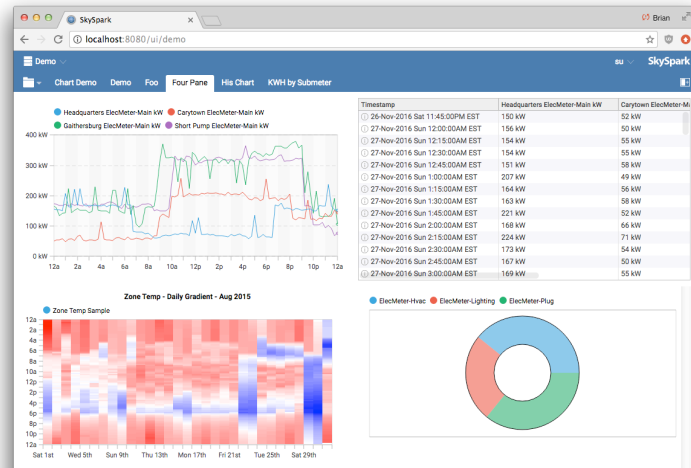 SkySpark
Brian
localhost:8080/ui/demo
Demo
su
SkySpark
Chart Demo Demo Foo Four Pane His Chart KWH by Submeter
Headquarters ElecMeter-Main kW Carytown ElecMeter-Main kW
Gaithersburg ElecMeter-Main kW Short Pump ElecMeter-Main kW
400 kW
300 kW
200 kW
100 kW
0 kW
12a 2a 4a 6a 8a 10a 12p 2p 4p 6p 8p 10p 12a
Timestamp Headquarters ElecMeter-Main kW Carytown ElecMeter-Ma
26-Nov-2016 Sat 11:45:00PM EST 150 kW 52 kW
27-Nov-2016 Sun 12:00:00AM EST 156 kW 50 kW
27-Nov-2016 Sun 12:15:00AM EST 154 kW 55 kW
27-Nov-2016 Sun 12:30:00AM EST 154 kW 55 kW
27-Nov-2016 Sun 12:45:00AM EST 151 kW 58 kW
27-Nov-2016 Sun 1:00:00AM EST 207 kW 49 kW
27-Nov-2016 Sun 1:15:00AM EST 164 kW 56 kW
27-Nov-2016 Sun 1:30:00AM EST 163 kW 58 kW
27-Nov-2016 Sun 1:45:00AM EST 221 kW 52 kW
27-Nov-2016 Sun 2:00:00AM EST 168 kW 66 kW
27-Nov-2016 Sun 2:15:00AM EST 224 kW 71 kW
27-Nov-2016 Sun 2:30:00AM EST 173 kW 54 kW
27-Nov-2016 Sun 2:45:00AM EST 167 kW 50 kW
27-Nov-2016 Sun 3:00:00AM EST 169 kW 55 kW
Zone Temp - Daily Gradient - Aug 2015
Zone Temp Sample
12a
2a
4a
6a
8a
10a
12p
2p
4p
6p
8p
10p
12a
Sat 1st Wed 5th Sun 9th Thu 13th Mon 17th Fri 21st Tue 25th Sat 29th
ElecMeter-Hvac ElecMeter-Lighting ElecMeter-Plug